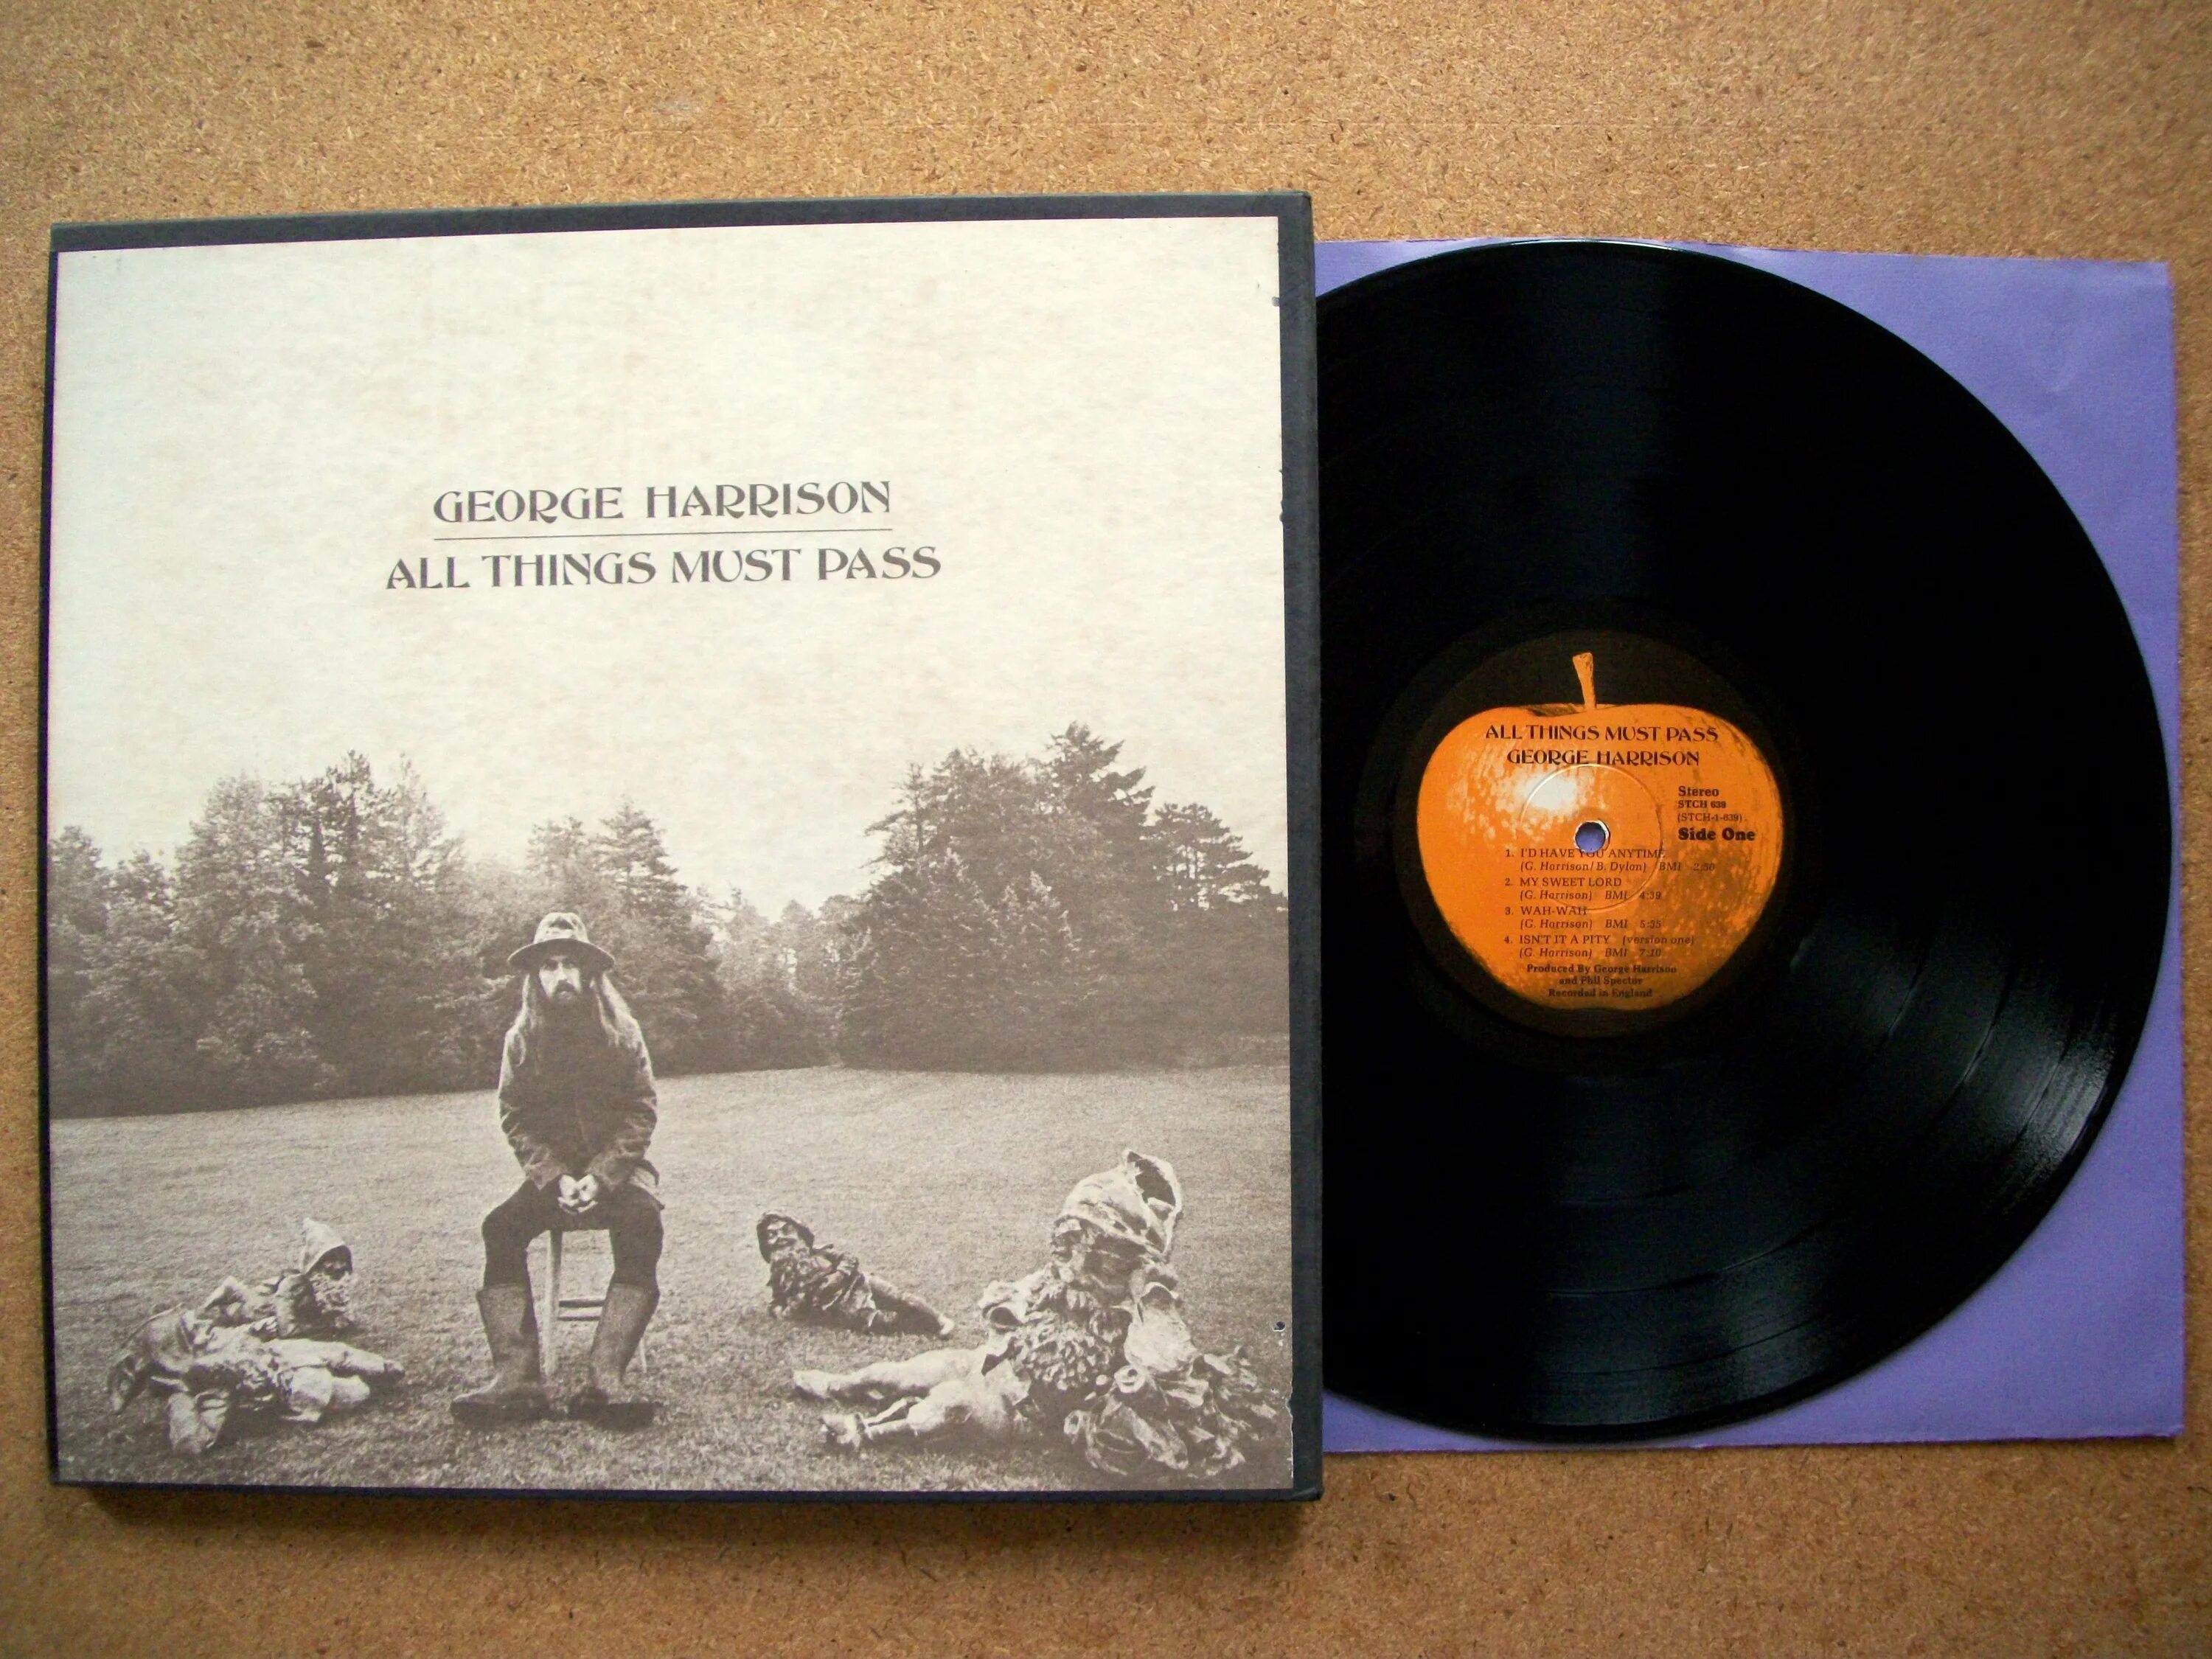 GEORGE HARRISON
ALL THINGS MUST PASS
ALL THINGS MUST PASS
GEORGE HARRISON
Stereo
STCH 639
(STCH-1-639)
Side One
1. I'D HAVE YOU ANYTIME
(G. Harrison/B. Dylan) BMI 2:50
2. MY SWEET LORD
(G. Harrison) BMI 4:39
3. WAH-WAH
(G. Harrison) BMI 5:35
4. ISN'T IT A PITY (version one)
(G. Harrison) BMI 7:10
Produced By George Harrison
and Phil Spector
Recorded in England